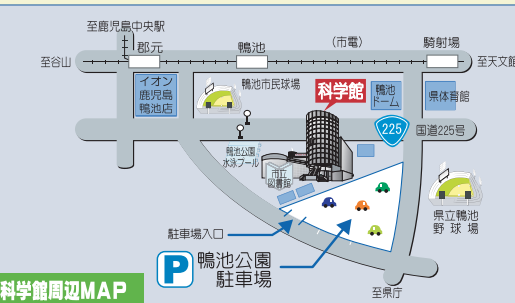 至鹿児島中央駅
郡元
鴨池
(市電)
騎射場
至谷山
至天文館
イオン
鹿児島
鴨池店
鴨池市民球場
科学館
鴨池
ドーム
県体育館
225
国道225号
鴨池公園
水泳プール
市立
図書館
県立鴨池
野球場
駐車場入口
P
鴨池公園
駐車場
至県庁
科学館周辺MAP